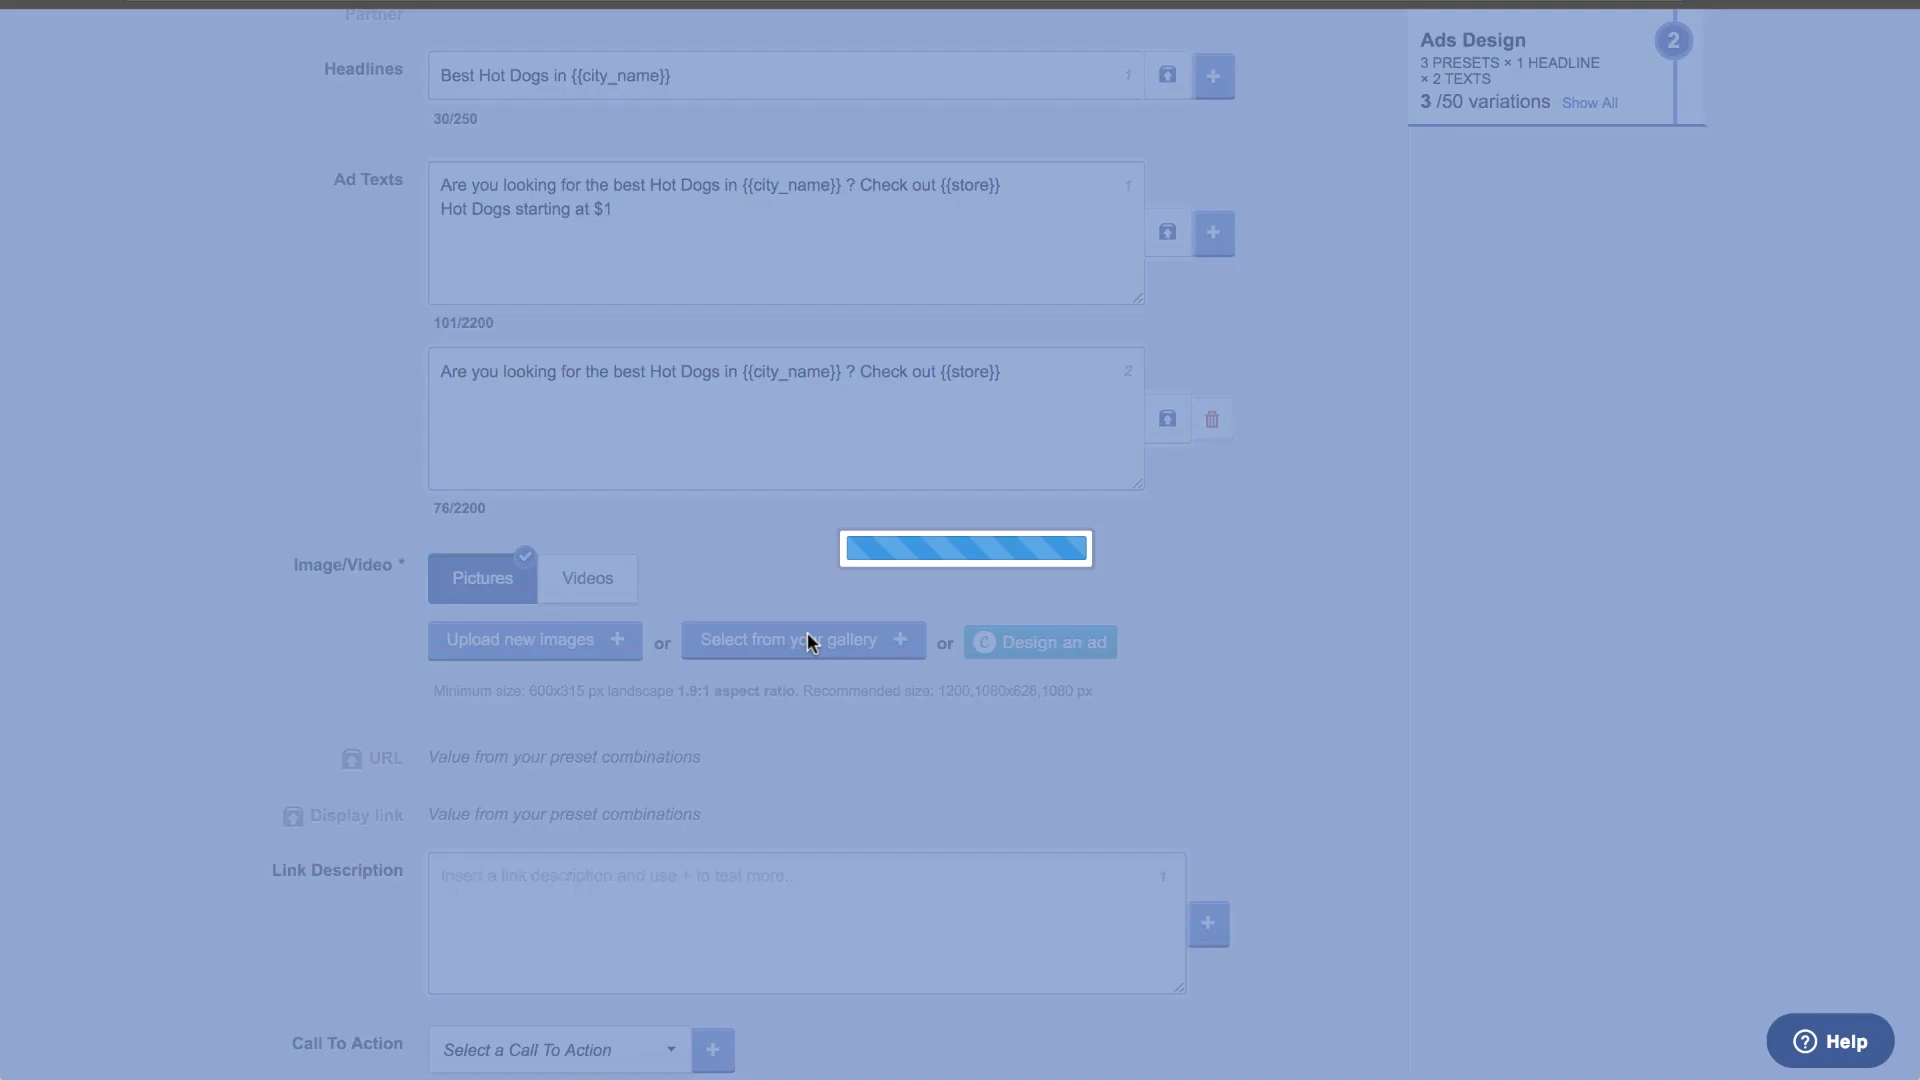 Partner
Headlines
Best Hot Dogs in {{city_name}}
1
30/250
Ad Texts
Are you looking for the best Hot Dogs in {{city_name}} ? Check out {{store}}
Hot Dogs starting at $1
1
101/2200
Are you looking for the best Hot Dogs in {{city_name}} ? Check out {{store}}
2
76/2200
Image/Video *
Pictures
Videos
Upload new images +
or
Select from your gallery +
or
C Design an ad
Minimum size: 600x315 px landscape 1.9:1 aspect ratio. Recommended size: 1200,1080x628,1080 px
URL
Value from your preset combinations
Display link
Value from your preset combinations
Link Description
Insert a link description and use + to test more...
1
Call To Action
Select a Call To Action
Ads Design
2
3 PRESETS × 1 HEADLINE
× 2 TEXTS
3 /50 variations Show All
? Help